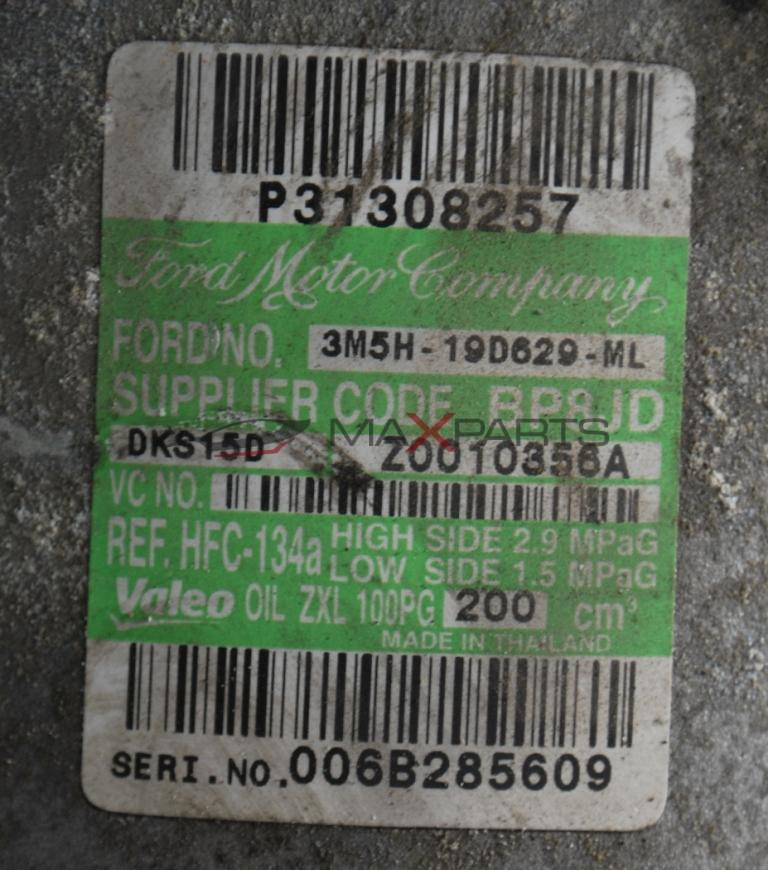 P31308257
Ford Motor Company
FORD NO. 3M5H-19D629-ML
SUPPLIER CODE BP8JD
MAXPARTS
DKS15D Z0010356A
VC NO.
REF. HFC-134a HIGH SIDE 2.9 MPaG
LOW SIDE 1.5 MPaG
Valeo OIL ZXL 100PG 200 cm³
MADE IN THAILAND
SERI.NO.006B285609